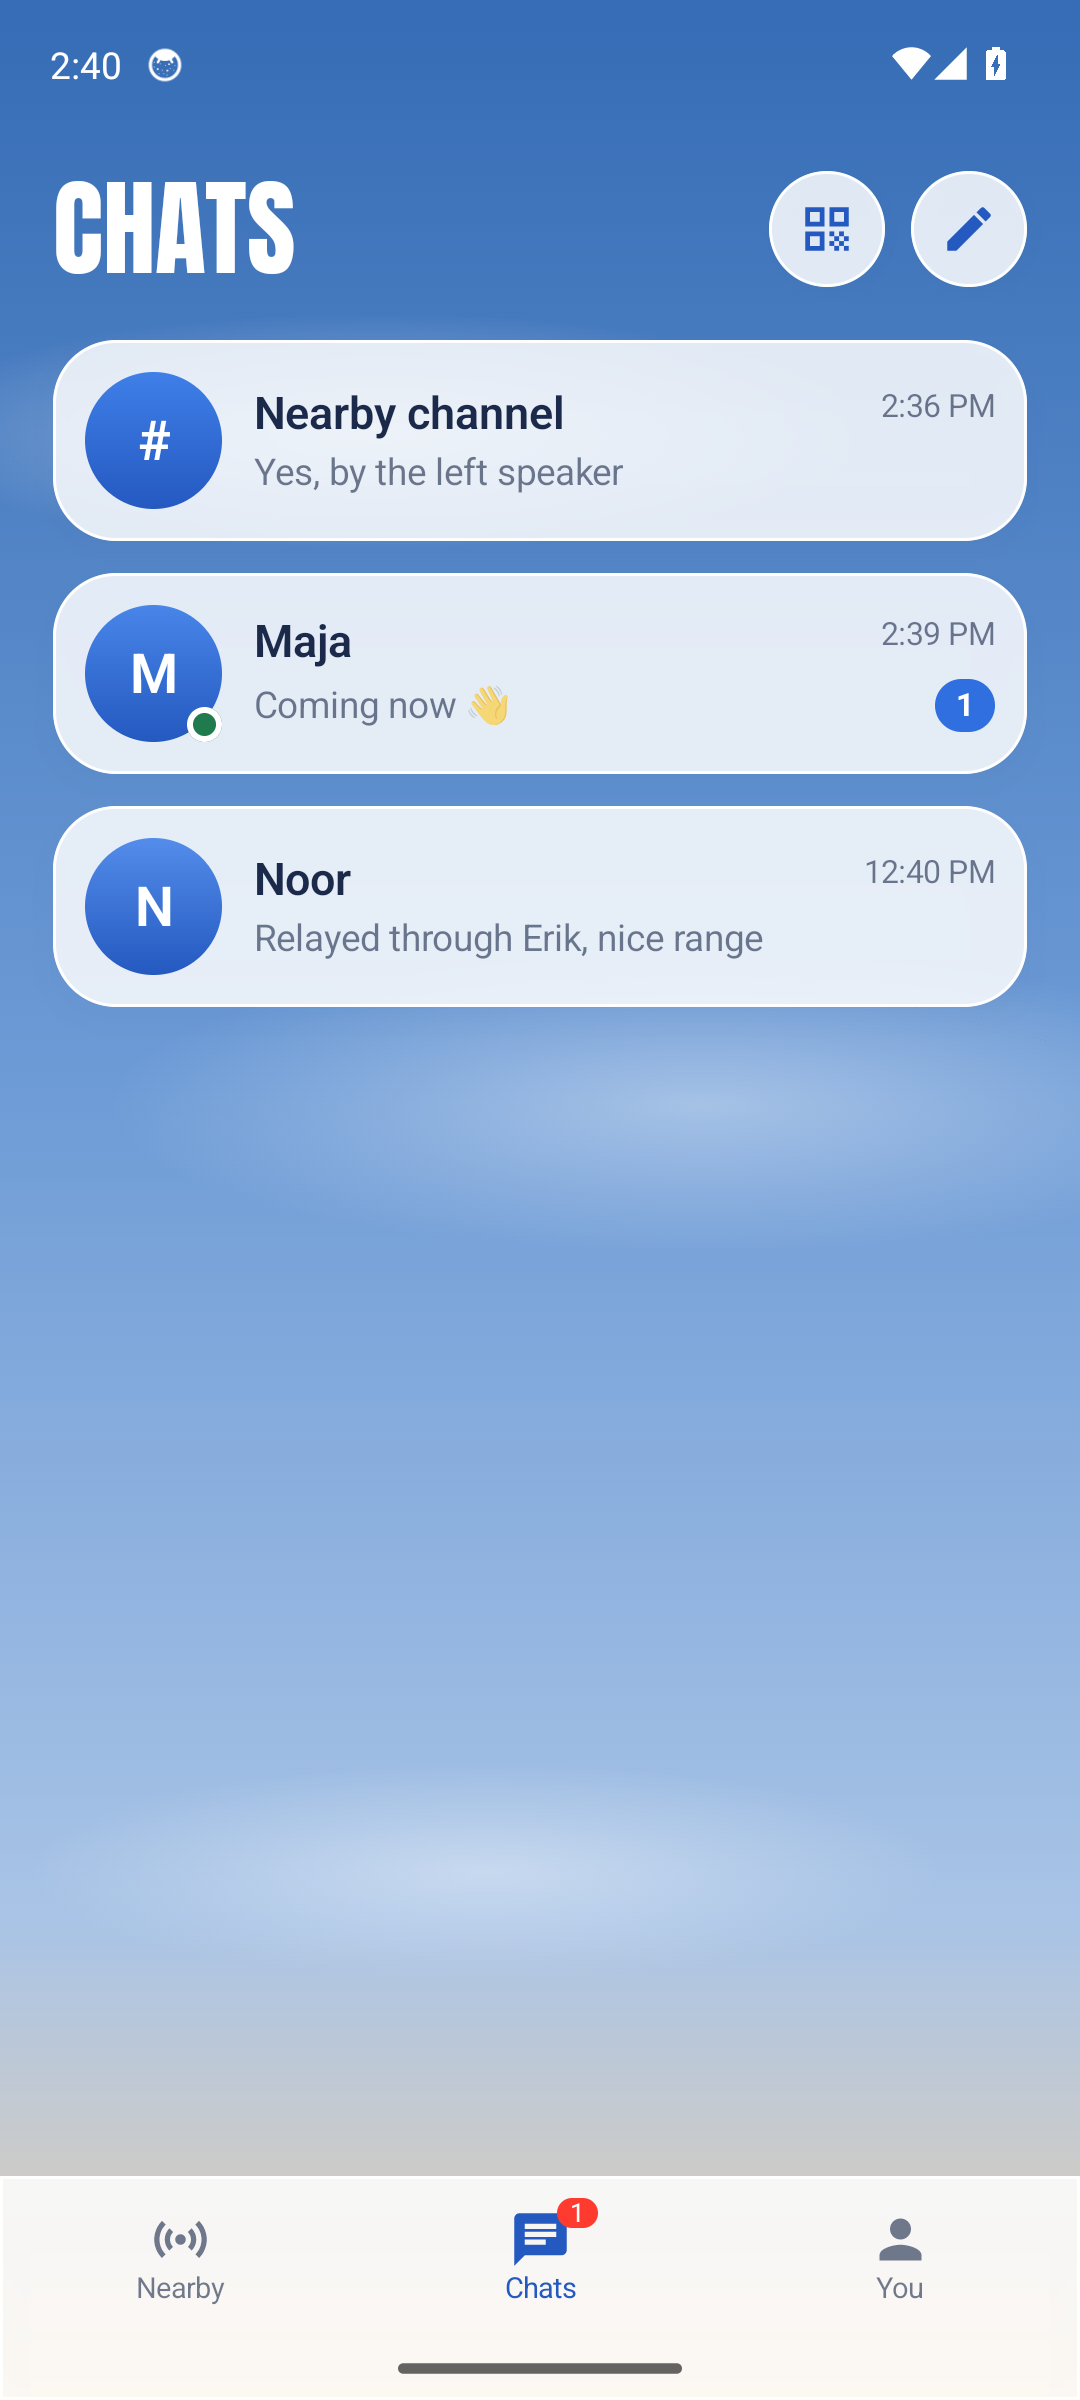 2:40
CHATS
#
Nearby channel
2:36 PM
Yes, by the left speaker
M
Maja
2:39 PM
Coming now 👋
1
N
Noor
12:40 PM
Relayed through Erik, nice range
1
Nearby
Chats
You